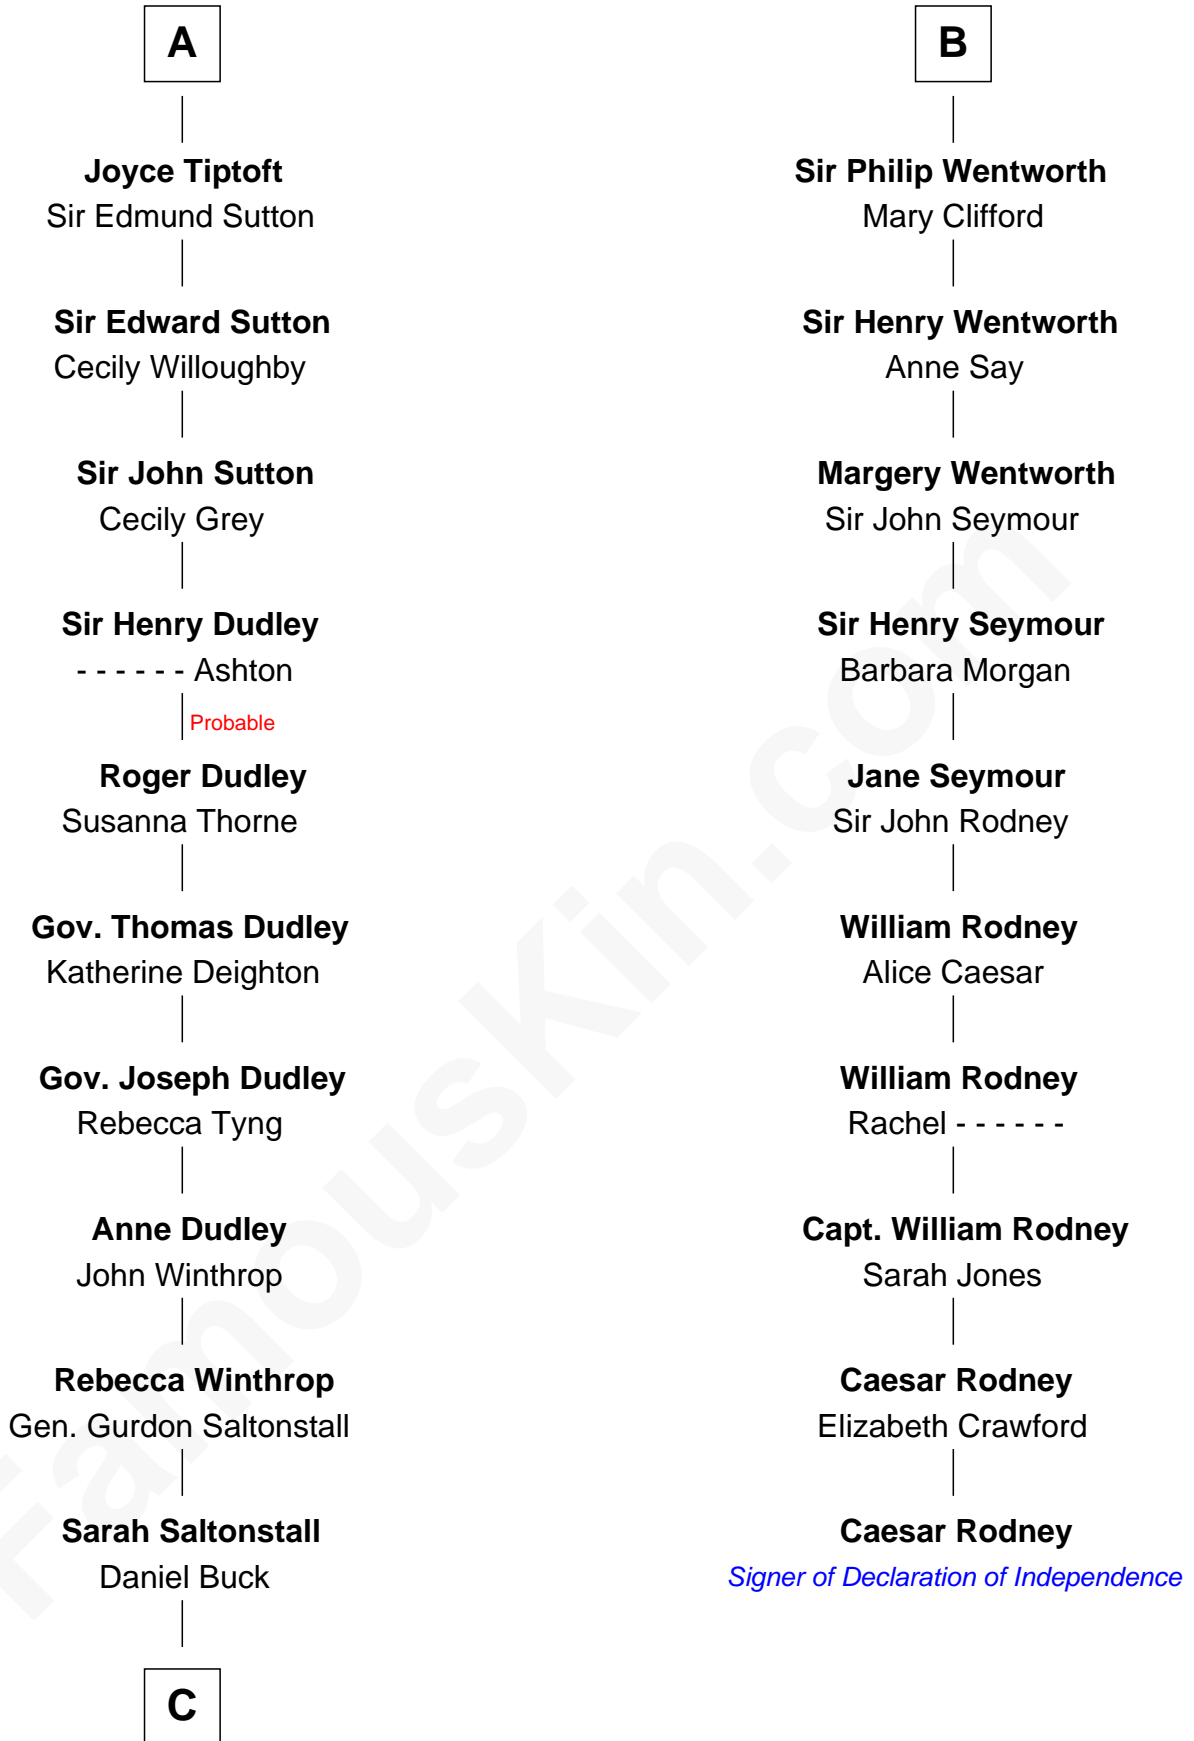 A
Joyce Tiptoft
Sir Edmund Sutton
Sir Edward Sutton
Cecily Willoughby
Sir John Sutton
Cecily Grey
Sir Henry Dudley
- - - - - - Ashton
Probable
Roger Dudley
Susanna Thorne
Gov. Thomas Dudley
Katherine Deighton
Gov. Joseph Dudley
Rebecca Tyng
Anne Dudley
John Winthrop
Rebecca Winthrop
Gen. Gurdon Saltonstall
Sarah Saltonstall
Daniel Buck
C
B
Sir Philip Wentworth
Mary Clifford
Sir Henry Wentworth
Anne Say
Margery Wentworth
Sir John Seymour
Sir Henry Seymour
Barbara Morgan
Jane Seymour
Sir John Rodney
William Rodney
Alice Caesar
William Rodney
Rachel - - - - - -
Capt. William Rodney
Sarah Jones
Caesar Rodney
Elizabeth Crawford
Caesar Rodney
Signer of Declaration of Independence
FamousKin.com